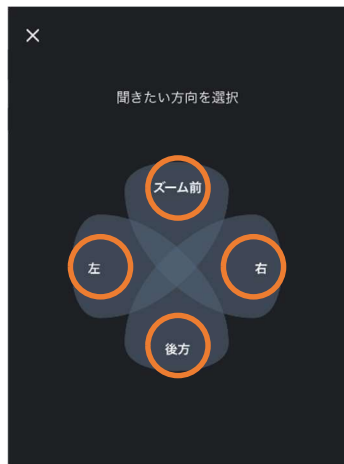 聞きたい方向を選択
ズーム前
左
右
後方